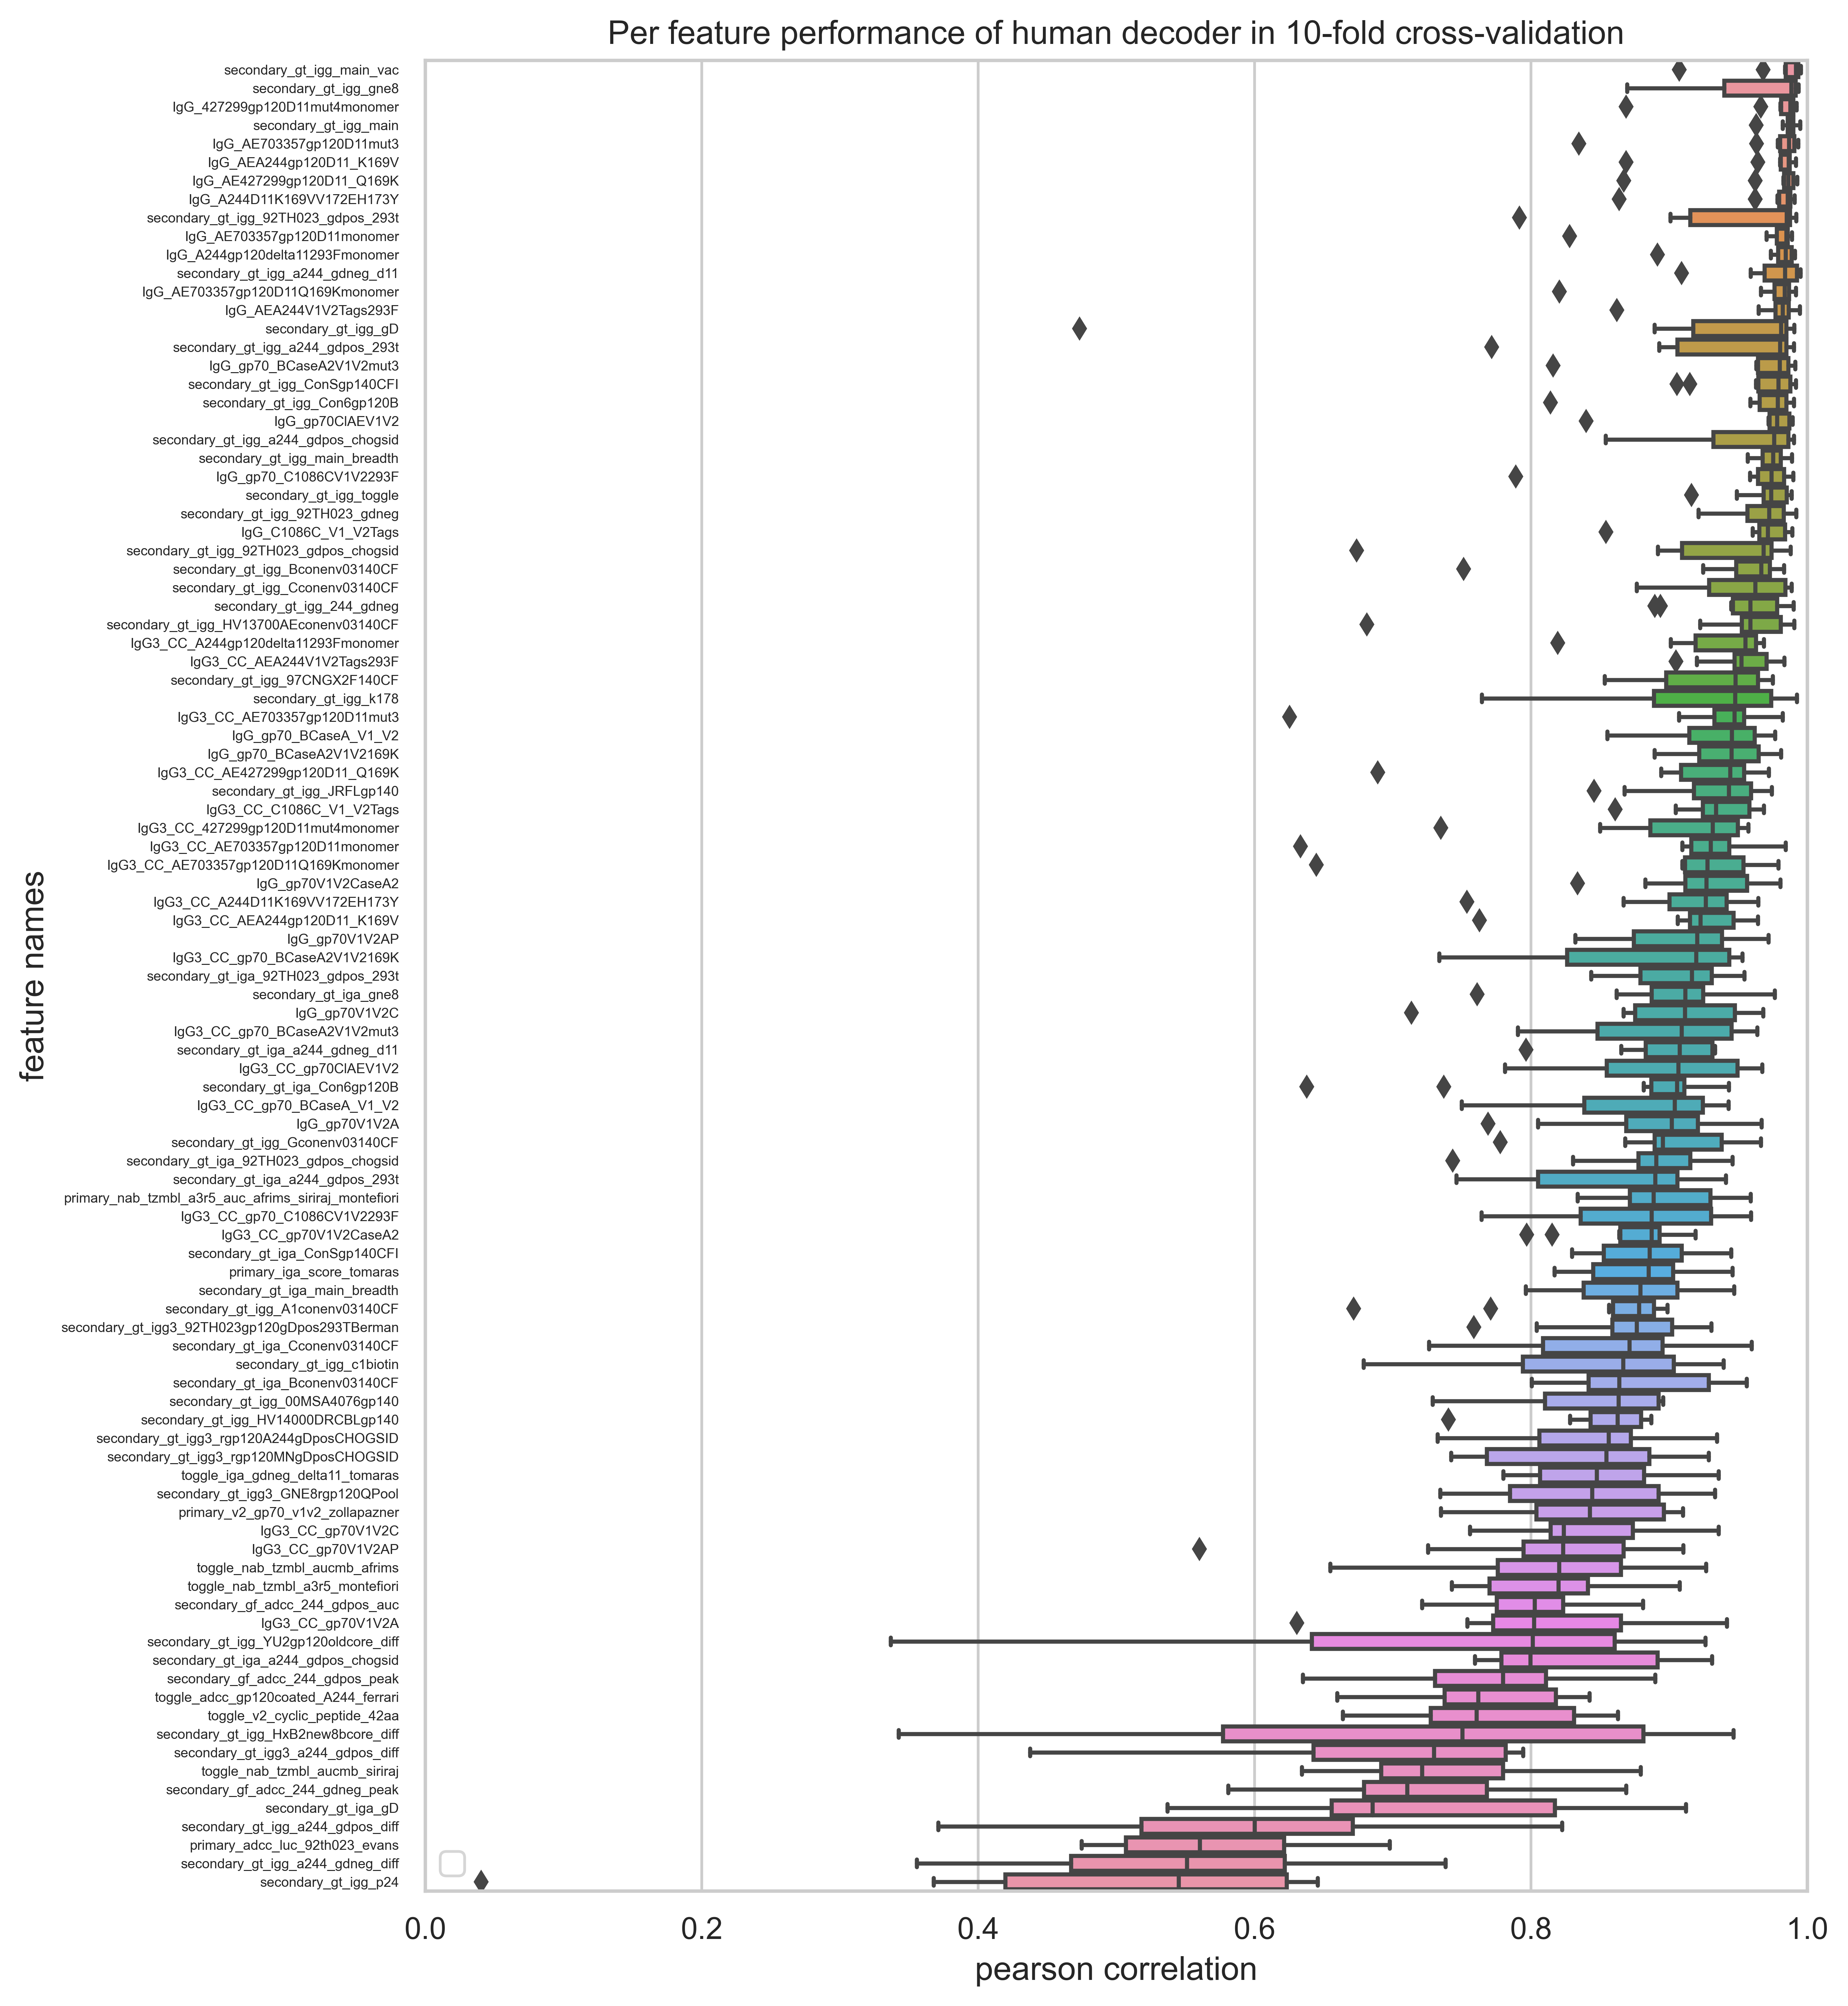 Per feature performance of human decoder in 10-fold cross-validation
secondary_gt_igg_main_vac
secondary_gt_igg_gne8
IgG_427299gp120D11mut4monomer
secondary_gt_igg_main
IgG_AE703357gp120D11mut3
IgG_AEA244gp120D11_K169V
IgG_AE427299gp120D11_Q169K
IgG_A244D11K169VV172EH173Y
secondary_gt_igg_92TH023_gdpos_293t
IgG_AE703357gp120D11monomer
IgG_A244gp120delta11293Fmonomer
secondary_gt_igg_a244_gdneg_d11
IgG_AE703357gp120D11Q169Kmonomer
IgG_AEA244V1V2Tags293F
secondary_gt_igg_gD
secondary_gt_igg_a244_gdpos_293t
IgG_gp70_BCaseA2V1V2mut3
secondary_gt_igg_ConSgp140CFI
secondary_gt_igg_Con6gp120B
IgG_gp70ClAEV1V2
secondary_gt_igg_a244_gdpos_chogsid
secondary_gt_igg_main_breadth
IgG_gp70_C1086CV1V2293F
secondary_gt_igg_toggle
secondary_gt_igg_92TH023_gdneg
IgG_C1086C_V1_V2Tags
secondary_gt_igg_92TH023_gdpos_chogsid
secondary_gt_igg_Bconenv03140CF
secondary_gt_igg_Cconenv03140CF
secondary_gt_igg_244_gdneg
secondary_gt_igg_HV13700AEconenv03140CF
IgG3_CC_A244gp120delta11293Fmonomer
IgG3_CC_AEA244V1V2Tags293F
secondary_gt_igg_97CNGX2F140CF
secondary_gt_igg_k178
IgG3_CC_AE703357gp120D11mut3
IgG_gp70_BCaseA_V1_V2
IgG_gp70_BCaseA2V1V2169K
IgG3_CC_AE427299gp120D11_Q169K
secondary_gt_igg_JRFLgp140
IgG3_CC_C1086C_V1_V2Tags
IgG3_CC_427299gp120D11mut4monomer
IgG3_CC_AE703357gp120D11monomer
IgG3_CC_AE703357gp120D11Q169Kmonomer
IgG_gp70V1V2CaseA2
IgG3_CC_A244D11K169VV172EH173Y
IgG3_CC_AEA244gp120D11_K169V
IgG_gp70V1V2AP
IgG3_CC_gp70_BCaseA2V1V2169K
secondary_gt_iga_92TH023_gdpos_293t
secondary_gt_iga_gne8
IgG_gp70V1V2C
IgG3_CC_gp70_BCaseA2V1V2mut3
secondary_gt_iga_a244_gdneg_d11
IgG3_CC_gp70ClAEV1V2
secondary_gt_iga_Con6gp120B
IgG3_CC_gp70_BCaseA_V1_V2
IgG_gp70V1V2A
secondary_gt_igg_Gconenv03140CF
secondary_gt_iga_92TH023_gdpos_chogsid
secondary_gt_iga_a244_gdpos_293t
primary_nab_tzmbl_a3r5_auc_afrims_siriraj_montefiori
IgG3_CC_gp70_C1086CV1V2293F
IgG3_CC_gp70V1V2CaseA2
secondary_gt_iga_ConSgp140CFI
primary_iga_score_tomaras
secondary_gt_iga_main_breadth
secondary_gt_igg_A1conenv03140CF
secondary_gt_igg3_92TH023gp120gDpos293TBerman
secondary_gt_iga_Cconenv03140CF
secondary_gt_igg_c1biotin
secondary_gt_iga_Bconenv03140CF
secondary_gt_igg_00MSA4076gp140
secondary_gt_igg_HV14000DRCBLgp140
secondary_gt_igg3_rgp120A244gDposCHOGSID
secondary_gt_igg3_rgp120MNgDposCHOGSID
toggle_iga_gdneg_delta11_tomaras
secondary_gt_igg3_GNE8rgp120QPool
primary_v2_gp70_v1v2_zollapazner
IgG3_CC_gp70V1V2C
IgG3_CC_gp70V1V2AP
toggle_nab_tzmbl_aucmb_afrims
toggle_nab_tzmbl_a3r5_montefiori
secondary_gf_adcc_244_gdpos_auc
IgG3_CC_gp70V1V2A
secondary_gt_igg_YU2gp120oldcore_diff
secondary_gt_iga_a244_gdpos_chogsid
secondary_gf_adcc_244_gdpos_peak
toggle_adcc_gp120coated_A244_ferrari
toggle_v2_cyclic_peptide_42aa
secondary_gt_igg_HxB2new8bcore_diff
secondary_gt_igg3_a244_gdpos_diff
toggle_nab_tzmbl_aucmb_siriraj
secondary_gf_adcc_244_gdneg_peak
secondary_gt_iga_gD
secondary_gt_igg_a244_gdpos_diff
primary_adcc_luc_92th023_evans
secondary_gt_igg_a244_gdneg_diff
secondary_gt_igg_p24
feature names
0.0 0.2 0.4 0.6 0.8 1.0
pearson correlation